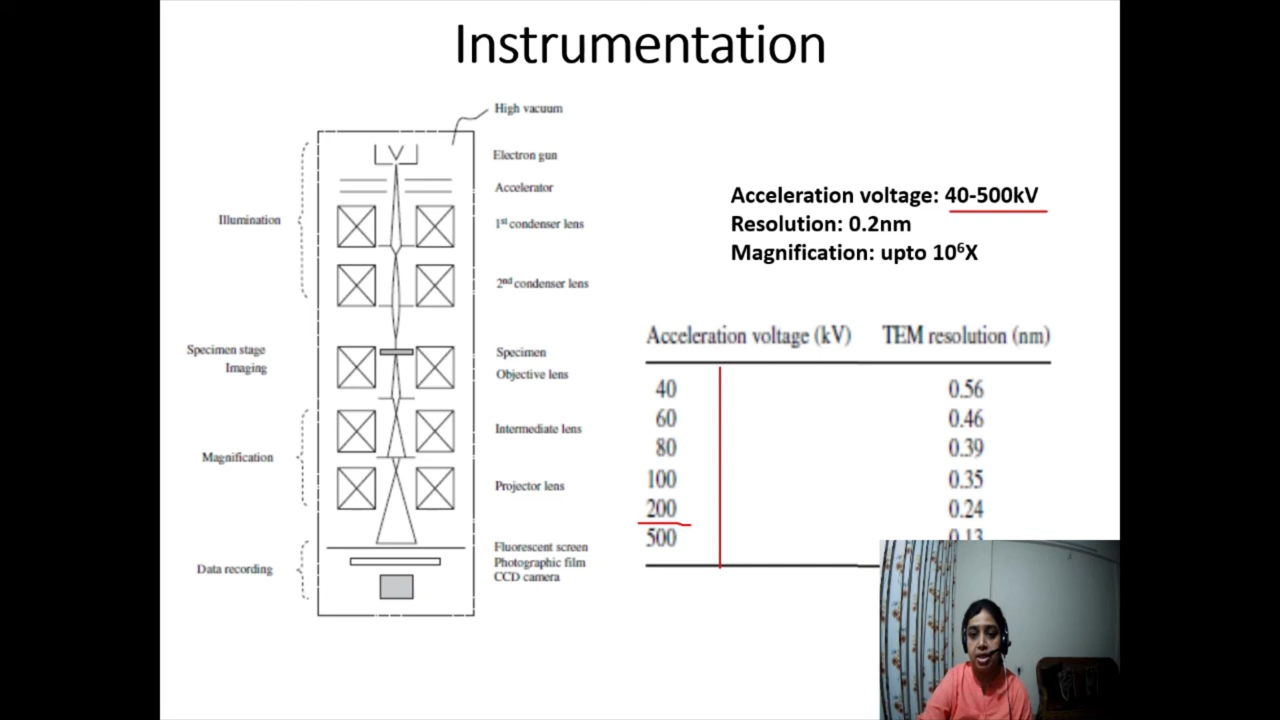 Instrumentation
High vacuum
Electron gun
Accelerator
Illumination
1st condenser lens
2nd condenser lens
Specimen stage
Imaging
Specimen
Objective lens
Intermediate lens
Magnification
Projector lens
Data recording
Fluorescent screen
Photographic film
CCD camera
Acceleration voltage: 40-500kV
Resolution: 0.2nm
Magnification: upto 10⁶X
Acceleration voltage (kV) TEM resolution (nm)
40 0.56
60 0.46
80 0.39
100 0.35
200 0.24
500 0.13